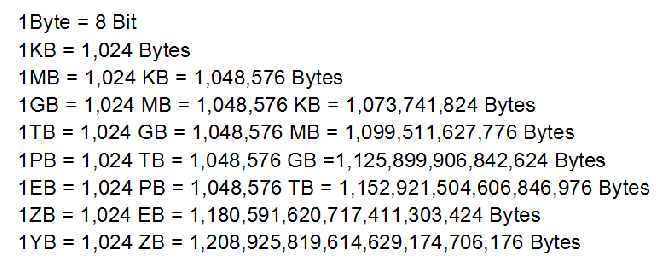 1Byte = 8 Bit
1KB = 1,024 Bytes
1MB = 1,024 KB = 1,048,576 Bytes
1GB = 1,024 MB = 1,048,576 KB = 1,073,741,824 Bytes
1TB = 1,024 GB = 1,048,576 MB = 1,099,511,627,776 Bytes
1PB = 1,024 TB = 1,048,576 GB =1,125,899,906,842,624 Bytes
1EB = 1,024 PB = 1,048,576 TB = 1,152,921,504,606,846,976 Bytes
1ZB = 1,024 EB = 1,180,591,620,717,411,303,424 Bytes
1YB = 1,024 ZB = 1,208,925,819,614,629,174,706,176 Bytes